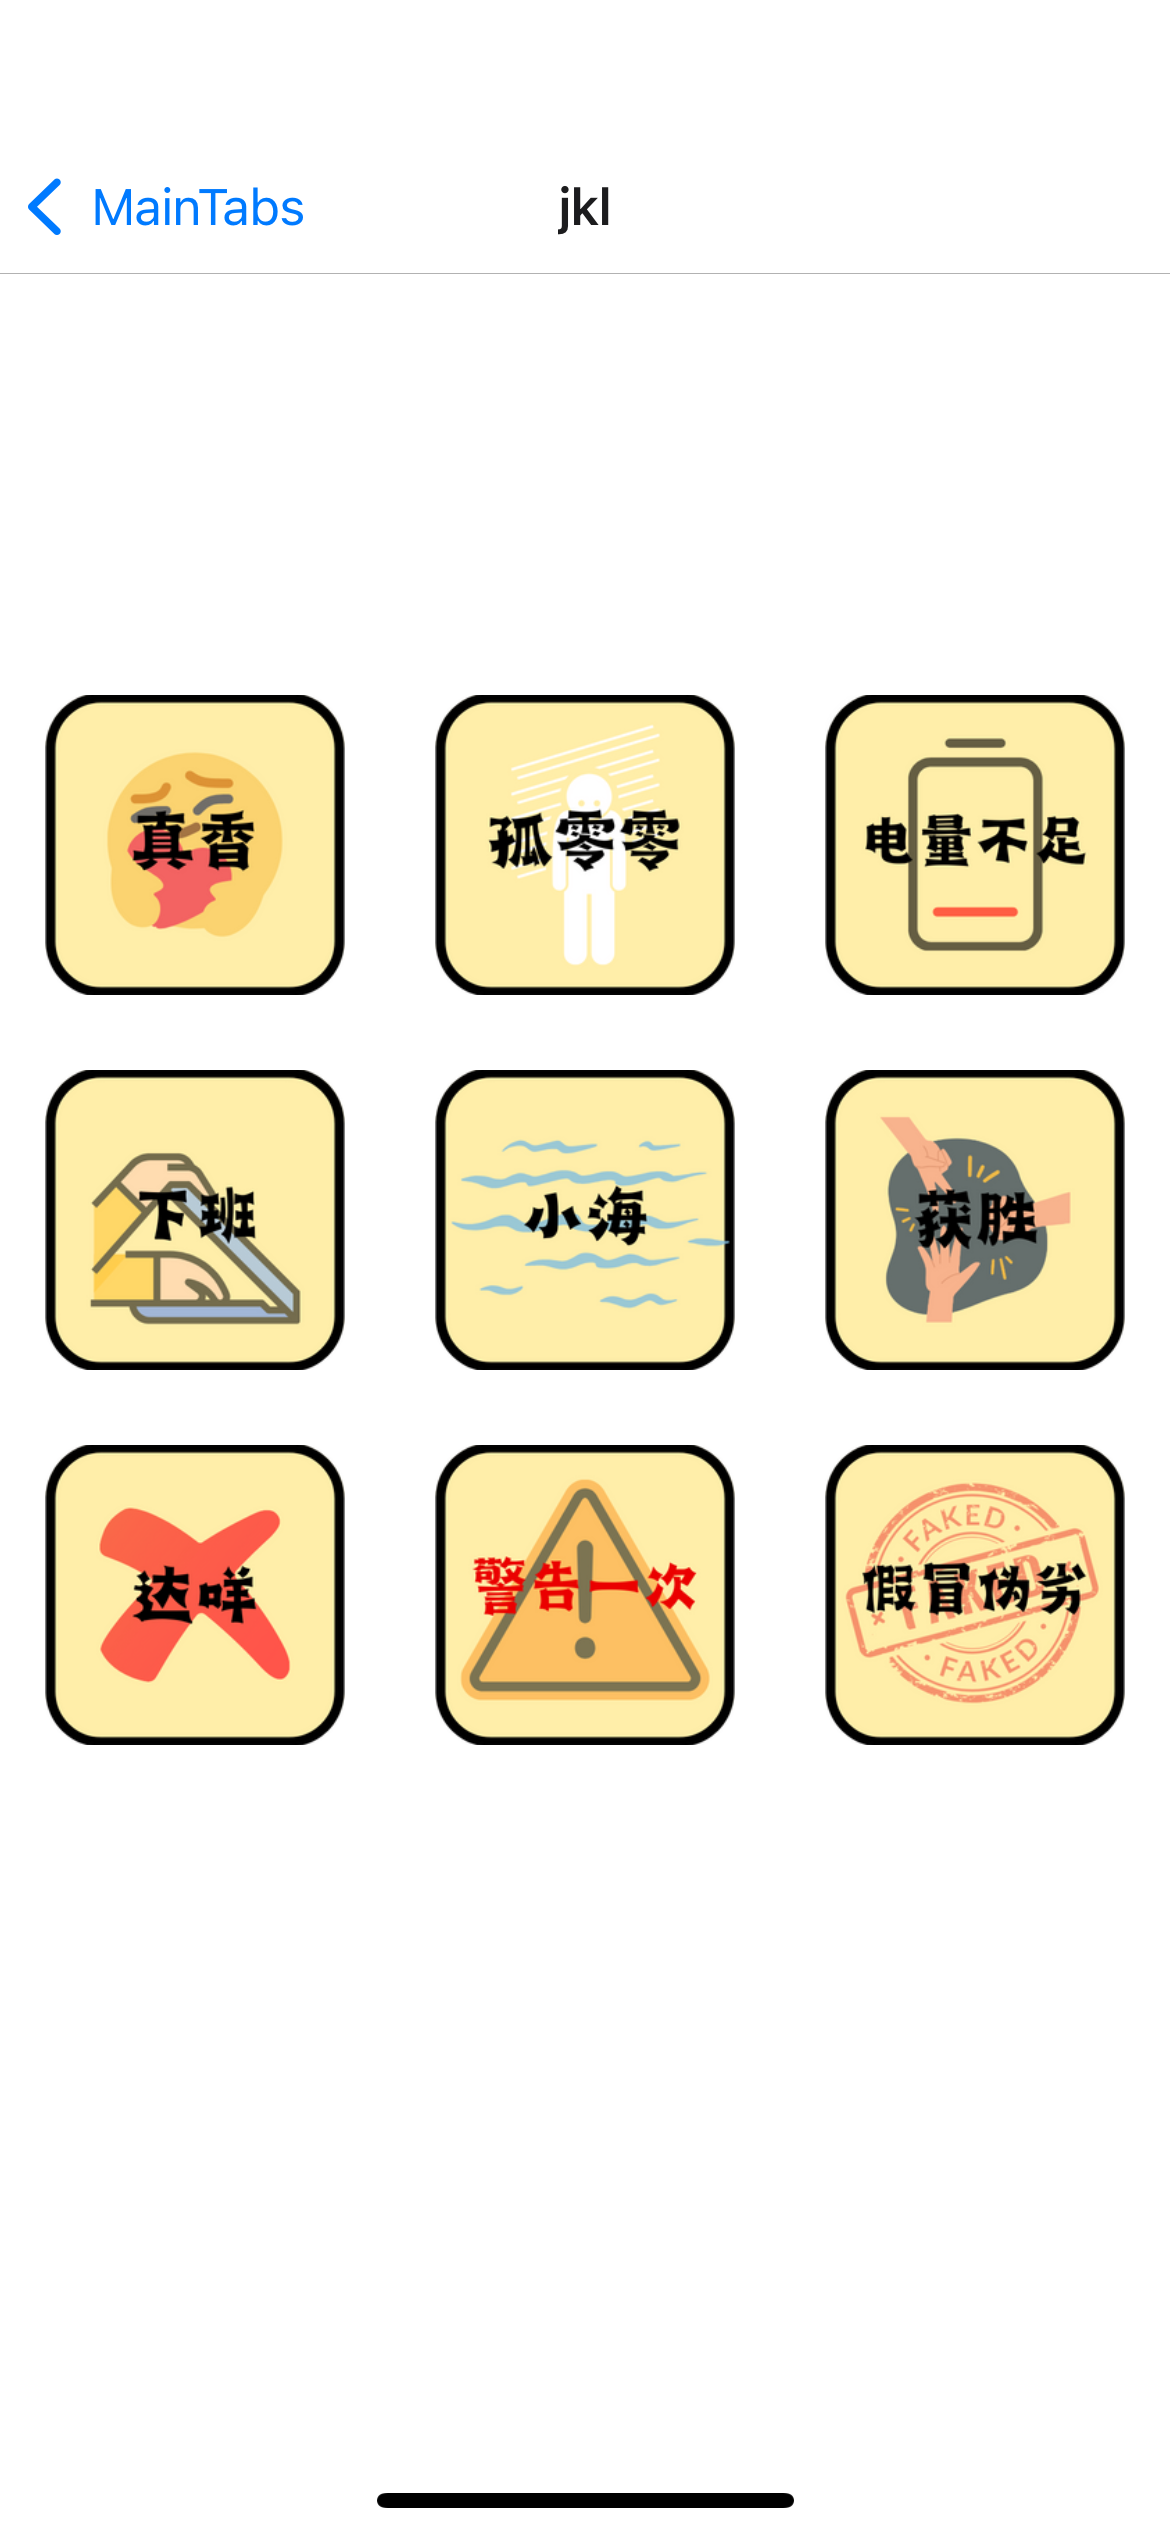 MainTabs
jkl
真香
孤零零
电量不足
下班
小海
获胜
达咩
警告一次
· FAKED ·
FAKED
假冒伪劣
· FAKED ·